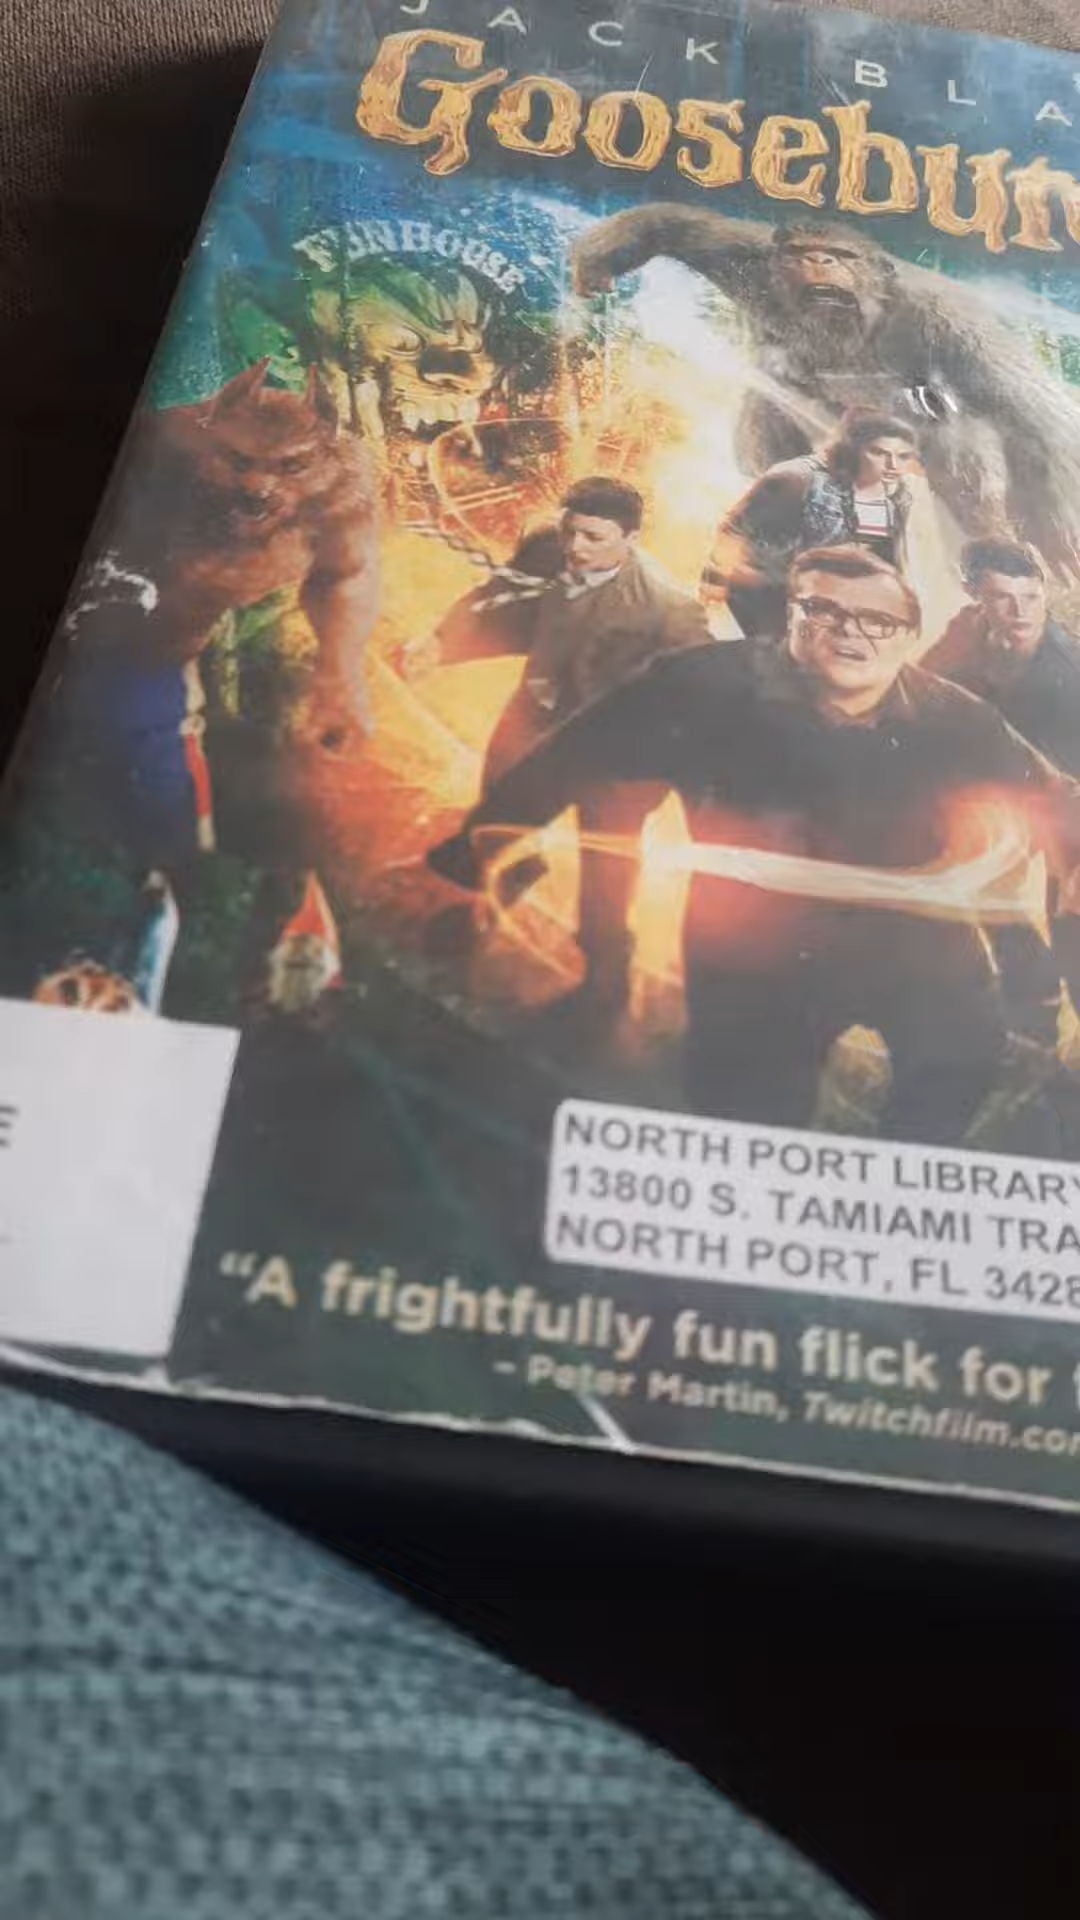 JACK BLA
Goosebum
FUNHOUSE
E
NORTH PORT LIBRARY
13800 S. TAMIAMI TRA
NORTH PORT, FL 3428
“A frightfully fun flick for
– Peter Martin, Twitchfilm.com